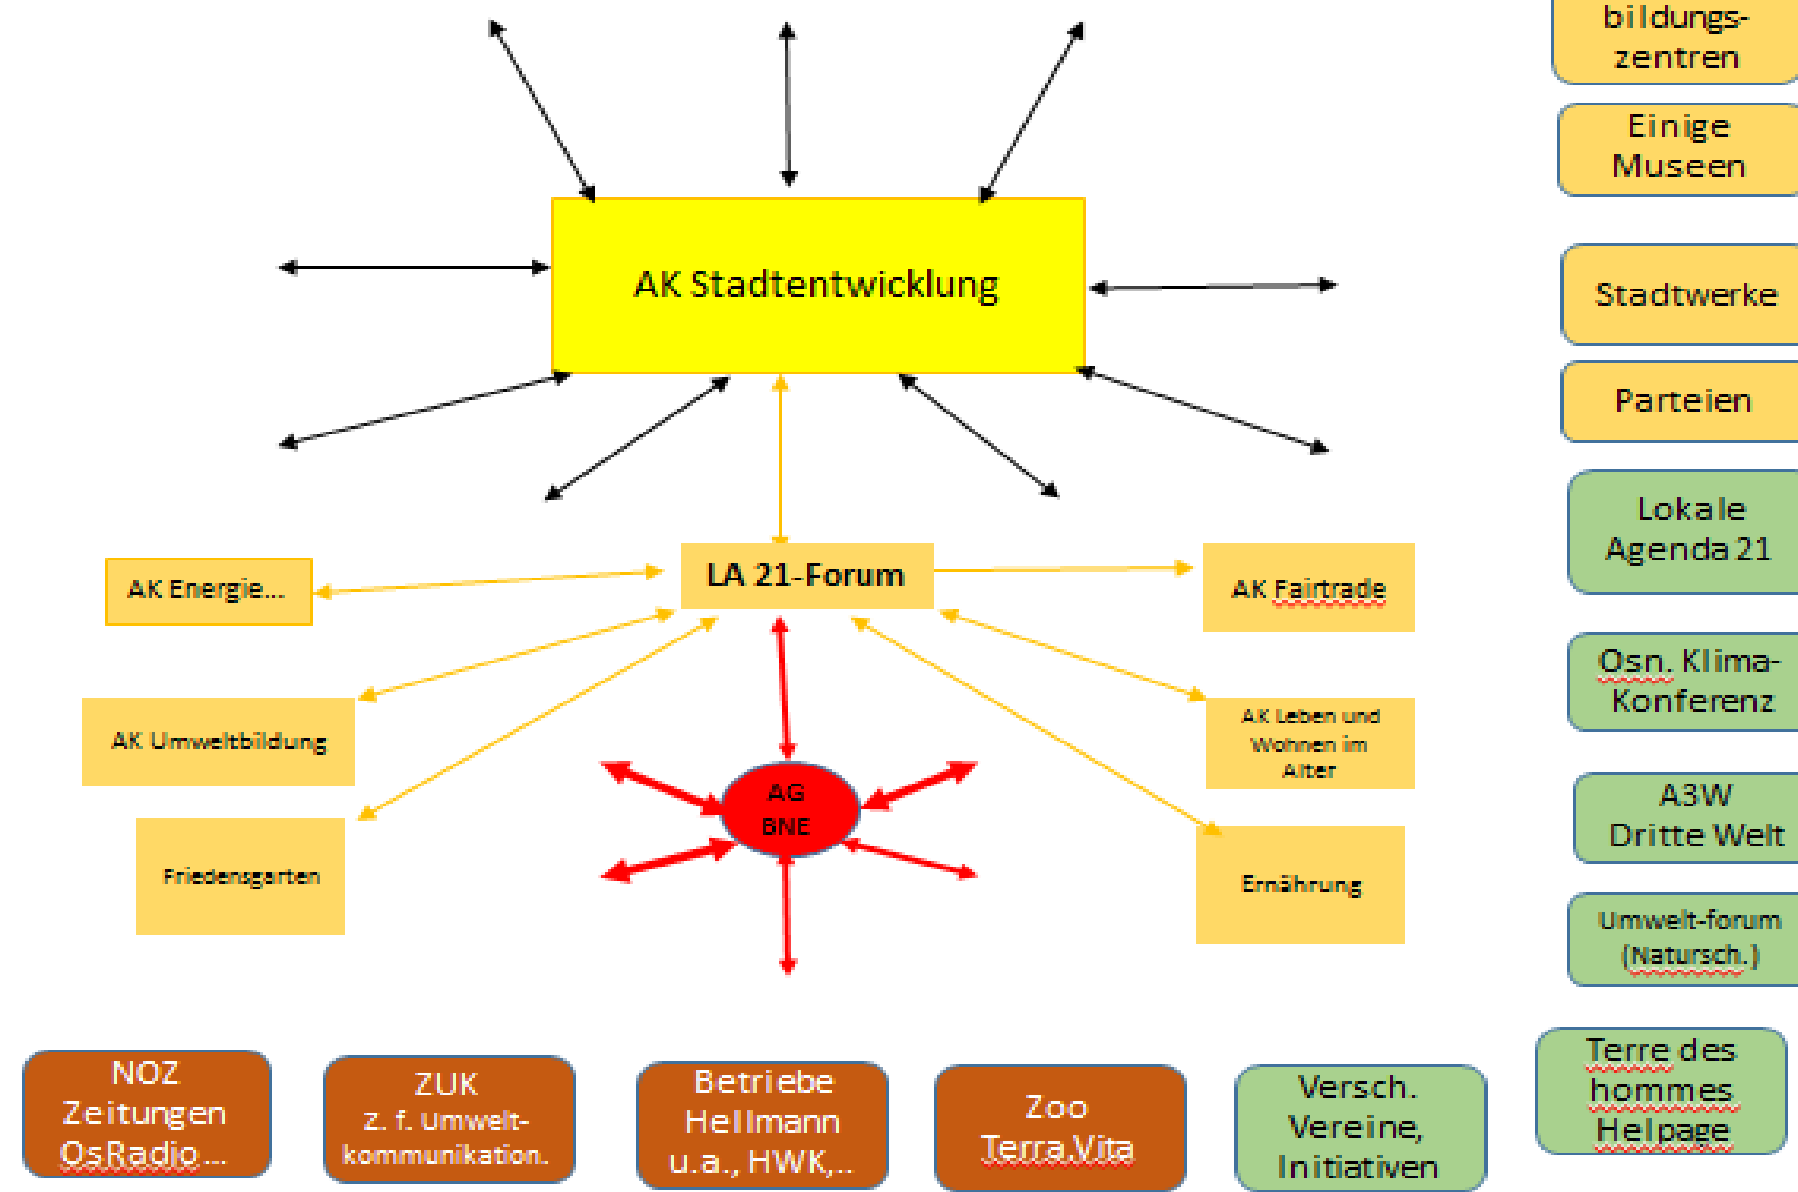 bildungs-
zentren
Einige
Museen
AK Stadtentwicklung
Stadtwerke
Parteien
Lokale
Agenda 21
LA 21-Forum
AK Energie...
AK Fairtrade
Osn. Klima-
Konferenz
AK Umweltbildung
AK Leben und
Wohnen im
Alter
AG
BNE
A3W
Dritte Welt
Friedensgarten
Ernährung
Umwelt-forum
(Natursch.)
NOZ
Zeitungen
OsRadio...
ZUK
Z. f. Umwelt-
kommunikation.
Betriebe
Hellmann
u.a., HWK,..
Zoo
Terra.Vita
Versch.
Vereine,
Initiativen
Terre des
hommes
Helpage